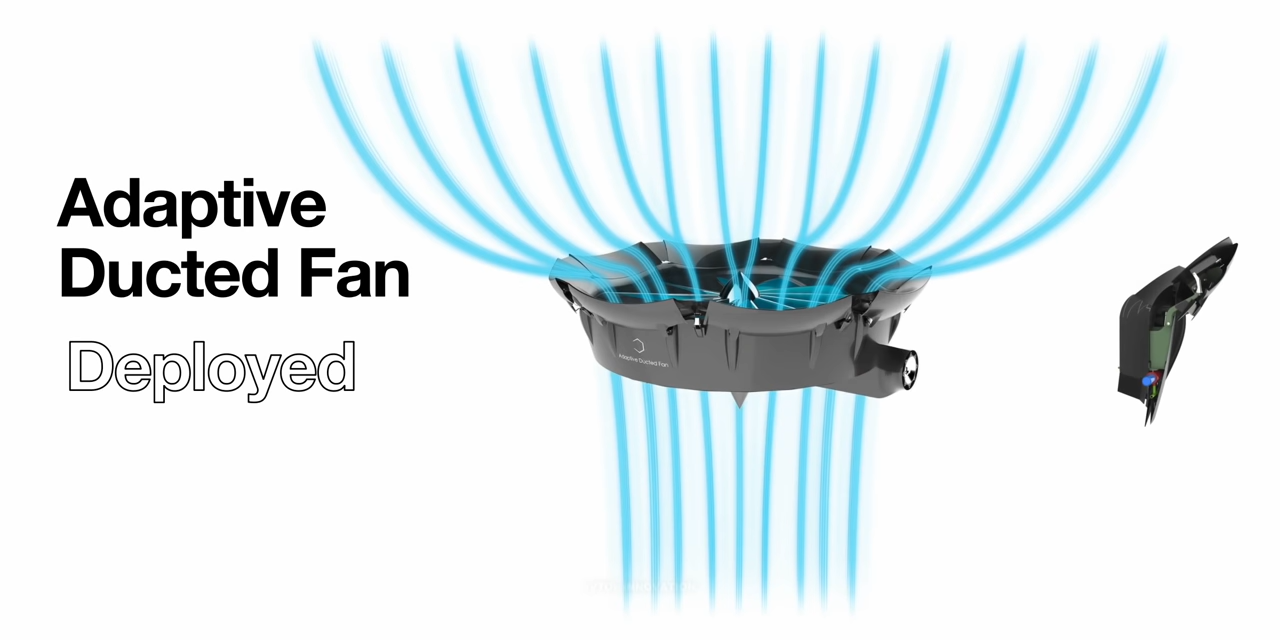 Adaptive
Ducted Fan
Deployed
Adaptive Ducted Fan